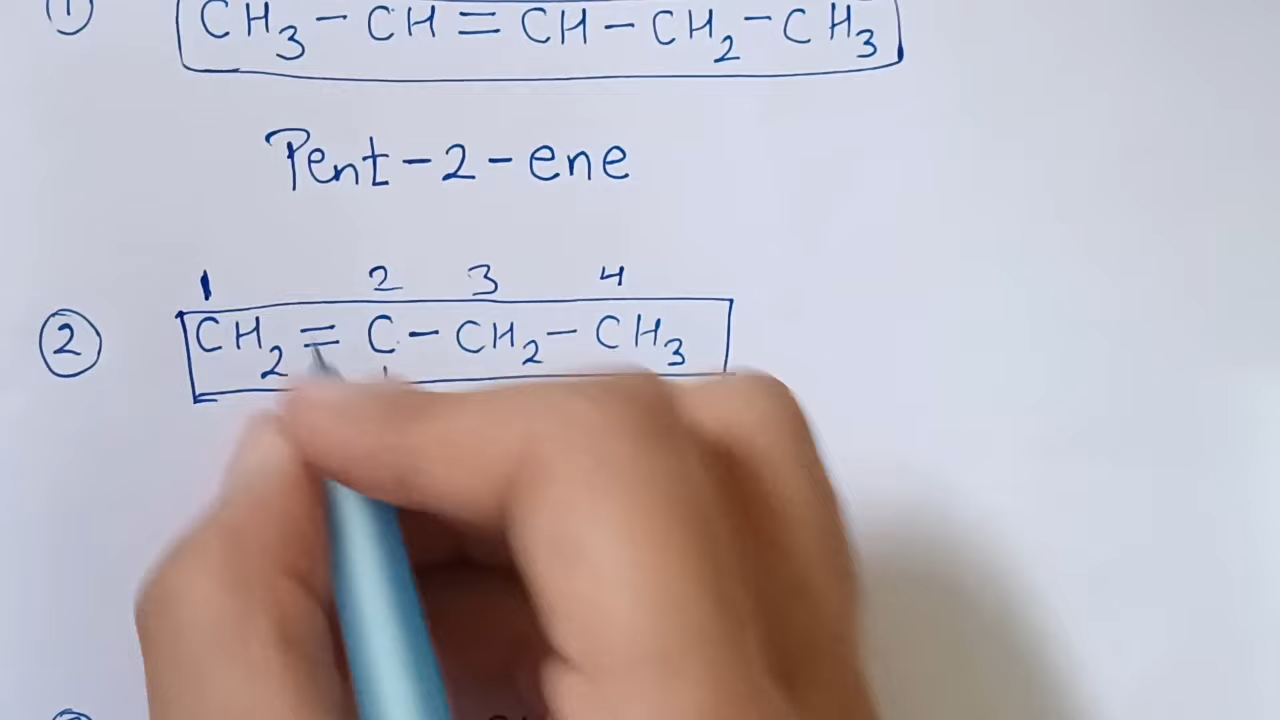 ① CH₃ – CH = CH – CH₂ – CH₃
Pent-2-ene
1 2 3 4
② CH₂ = C – CH₂ – CH₃